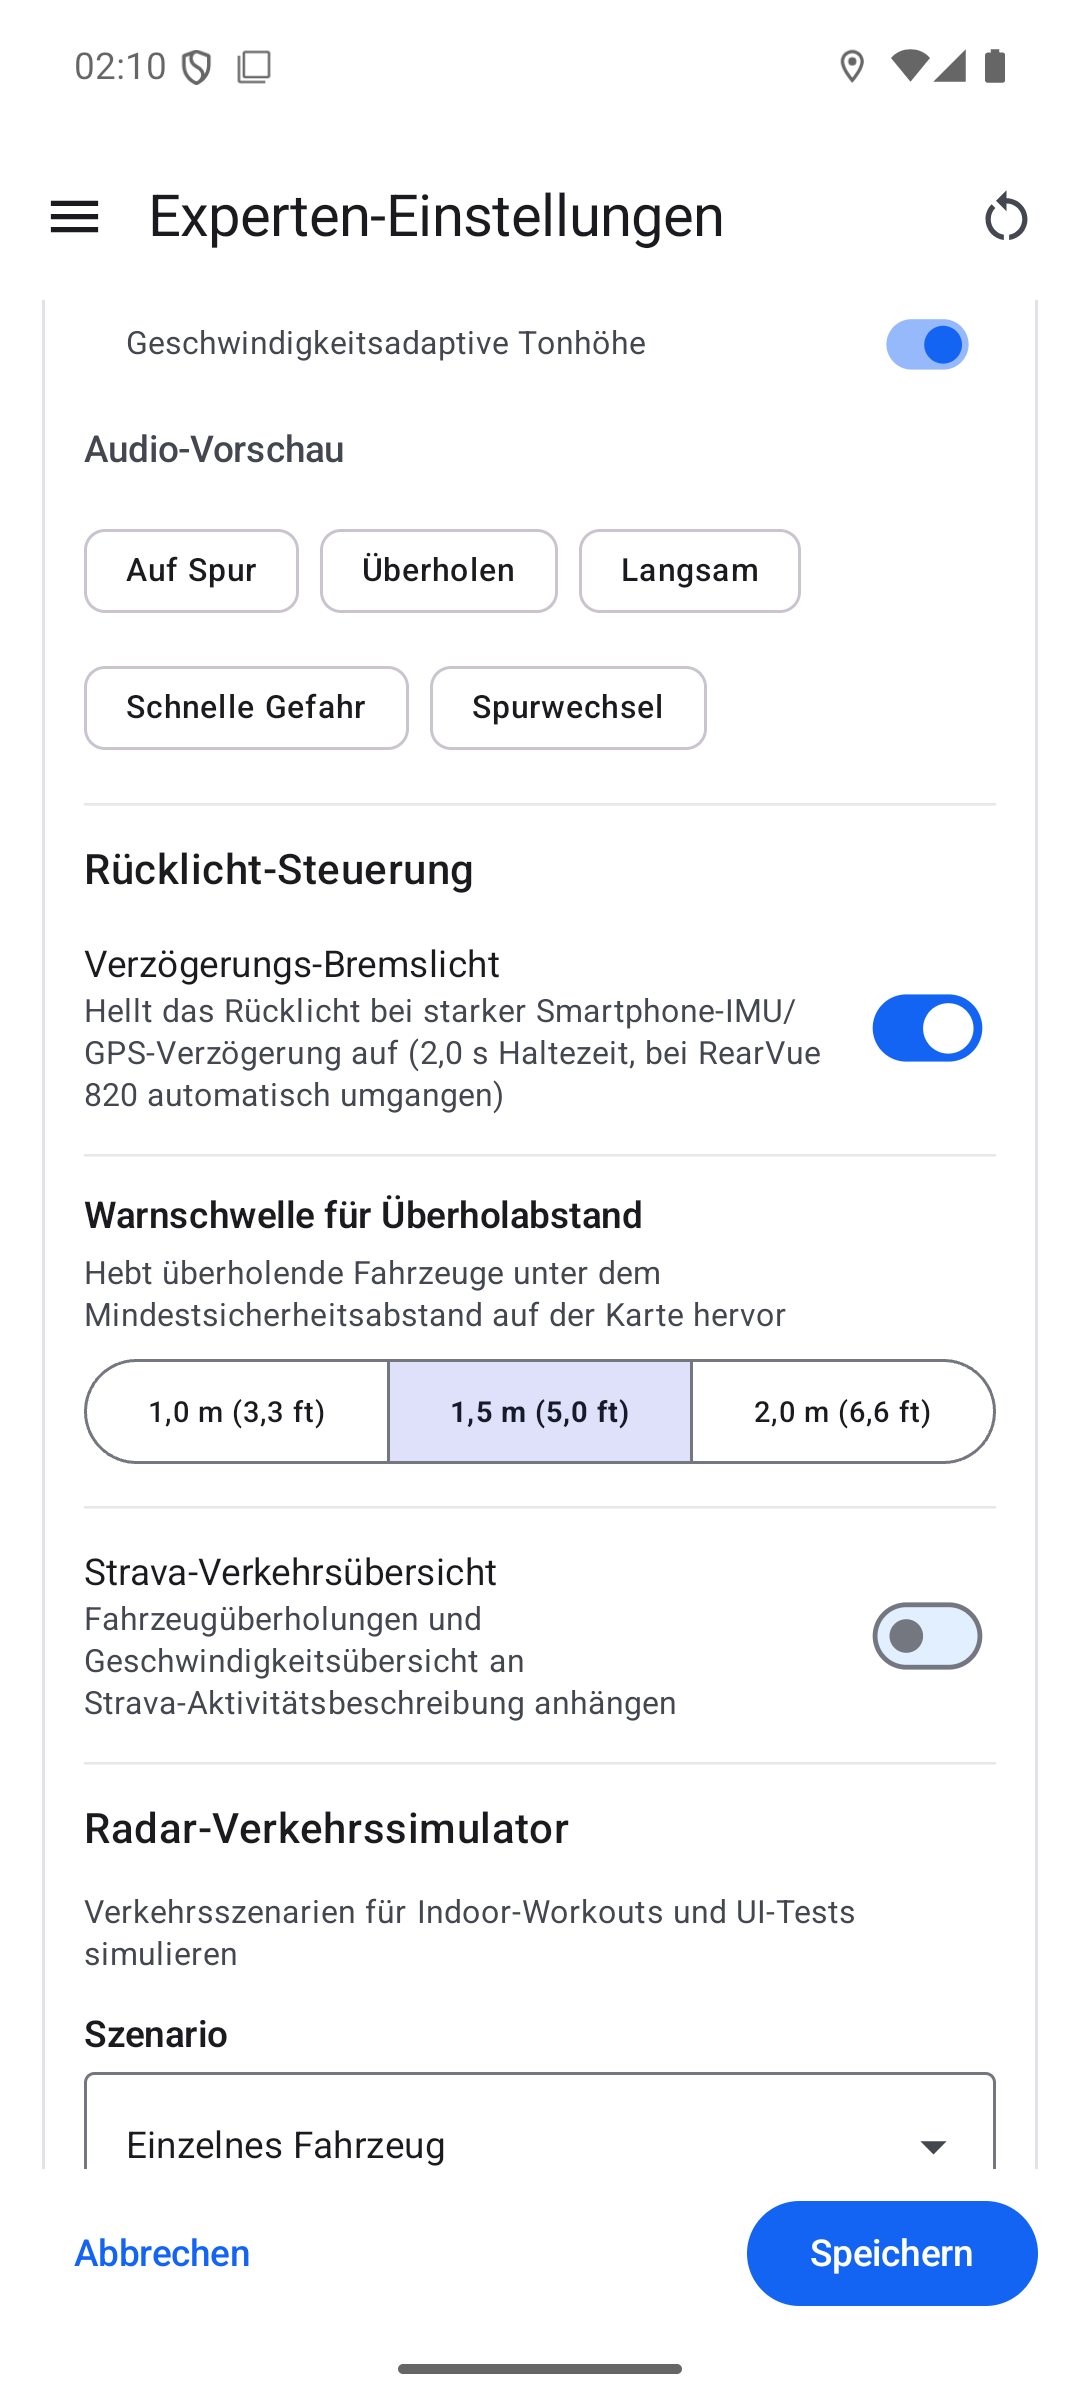 02:10
Experten-Einstellungen
Geschwindigkeitsadaptive Tonhöhe
Audio-Vorschau
Auf Spur
Überholen
Langsam
Schnelle Gefahr
Spurwechsel
Rücklicht-Steuerung
Verzögerungs-Bremslicht
Hellt das Rücklicht bei starker Smartphone-IMU/
GPS-Verzögerung auf (2,0 s Haltezeit, bei RearVue
820 automatisch umgangen)
Warnschwelle für Überholabstand
Hebt überholende Fahrzeuge unter dem
Mindestsicherheitsabstand auf der Karte hervor
1,0 m (3,3 ft)
1,5 m (5,0 ft)
2,0 m (6,6 ft)
Strava-Verkehrsübersicht
Fahrzeugüberholungen und
Geschwindigkeitsübersicht an
Strava-Aktivitätsbeschreibung anhängen
Radar-Verkehrssimulator
Verkehrsszenarien für Indoor-Workouts und UI-Tests
simulieren
Szenario
Einzelnes Fahrzeug
Abbrechen
Speichern